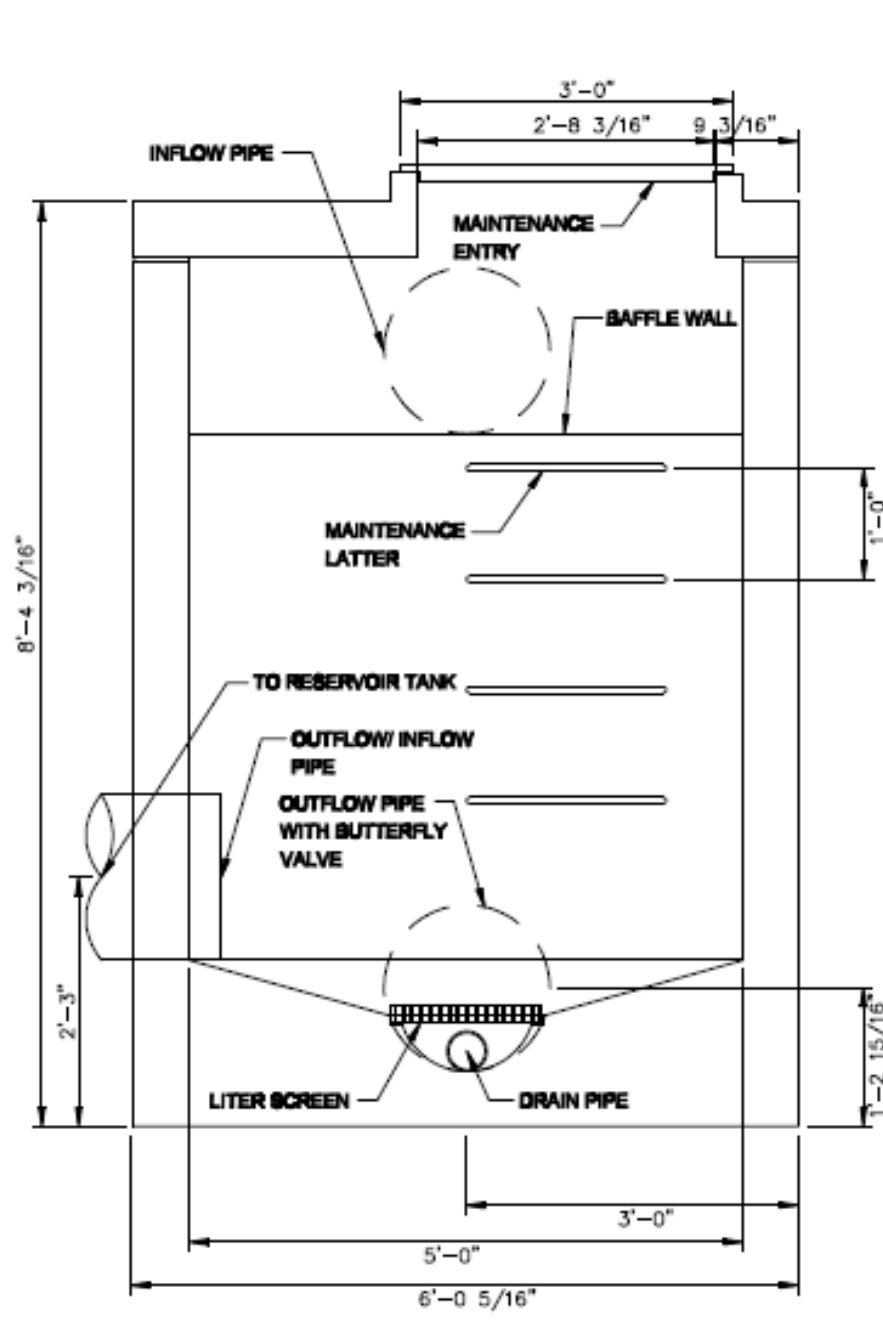 3'-0"
2'-8 3/16"
9 3/16"
INFLOW PIPE
MAINTENANCE
ENTRY
BAFFLE WALL
MAINTENANCE
LATTER
1'-0"
8'-4 3/16"
TO RESERVOIR TANK
OUTFLOW/ INFLOW
PIPE
OUTFLOW PIPE
WITH BUTTERFLY
VALVE
2'-3"
1'-2 15/16"
LITER SCREEN
DRAIN PIPE
3'-0"
5'-0"
6'-0 5/16"